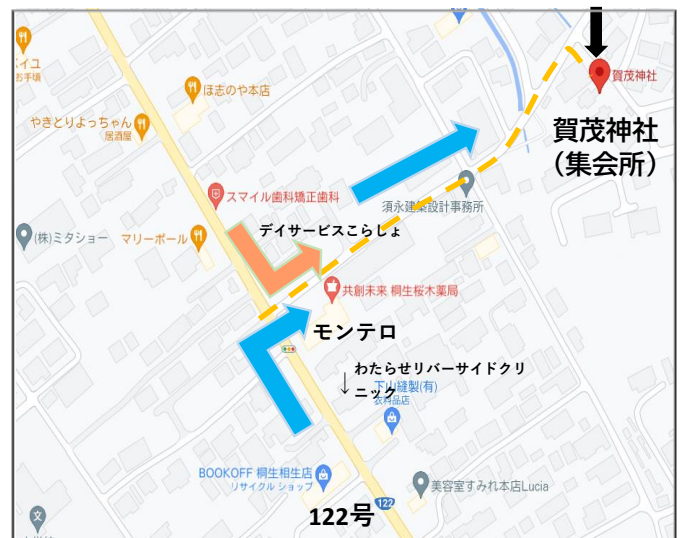 ベイユ
お手頃
ほ志のや本店
賀茂神社
やきとりよっちゃん
居酒屋
賀茂神社
(集会所)
スマイル歯科矯正歯科
須永建築設計事務所
デイサービスこらしょ
(株)ミタショー
マリーポール
共創未来 桐生桜木薬局
モンテロ
↓
わたらせリバーサイドクリ
ニック
下山縫製(有)
衣料品店
BOOKOFF 桐生相生店
リサイクル ショップ
美容室すみれ本店Lucia
122
122号
文